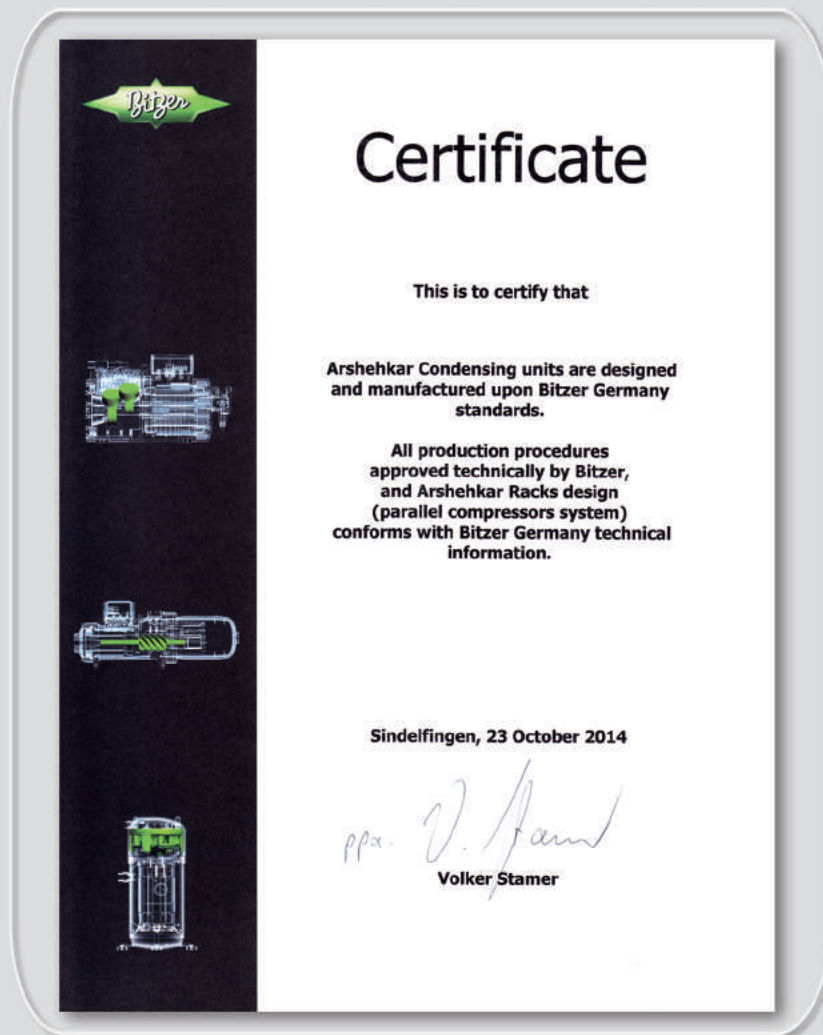 Bitzer
Certificate
This is to certify that
Arshehkar Condensing units are designed
and manufactured upon Bitzer Germany
standards.
All production procedures
approved technically by Bitzer,
and Arshehkar Racks design
(parallel compressors system)
conforms with Bitzer Germany technical
information.
Sindelfingen, 23 October 2014
ppa. V. Stamer
Volker Stamer